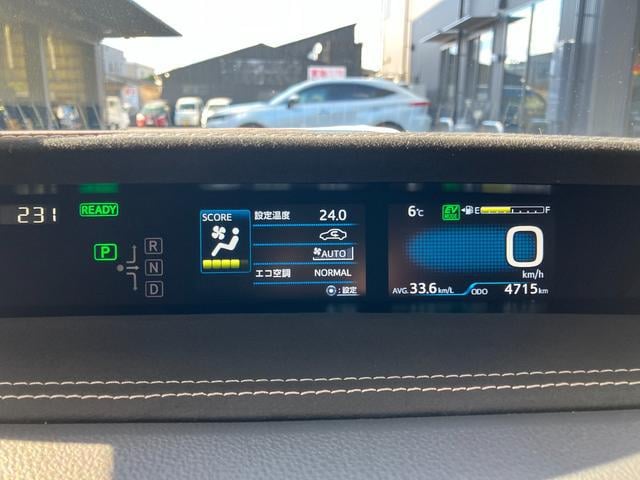 231
READY
P
R
N
D
SCORE
設定温度 24.0
AUTO
エコ空調 NORMAL
:設定
6℃
EV
MODE
E F
0
km/h
AVG. 33.6 km/L
ODO 4715 km